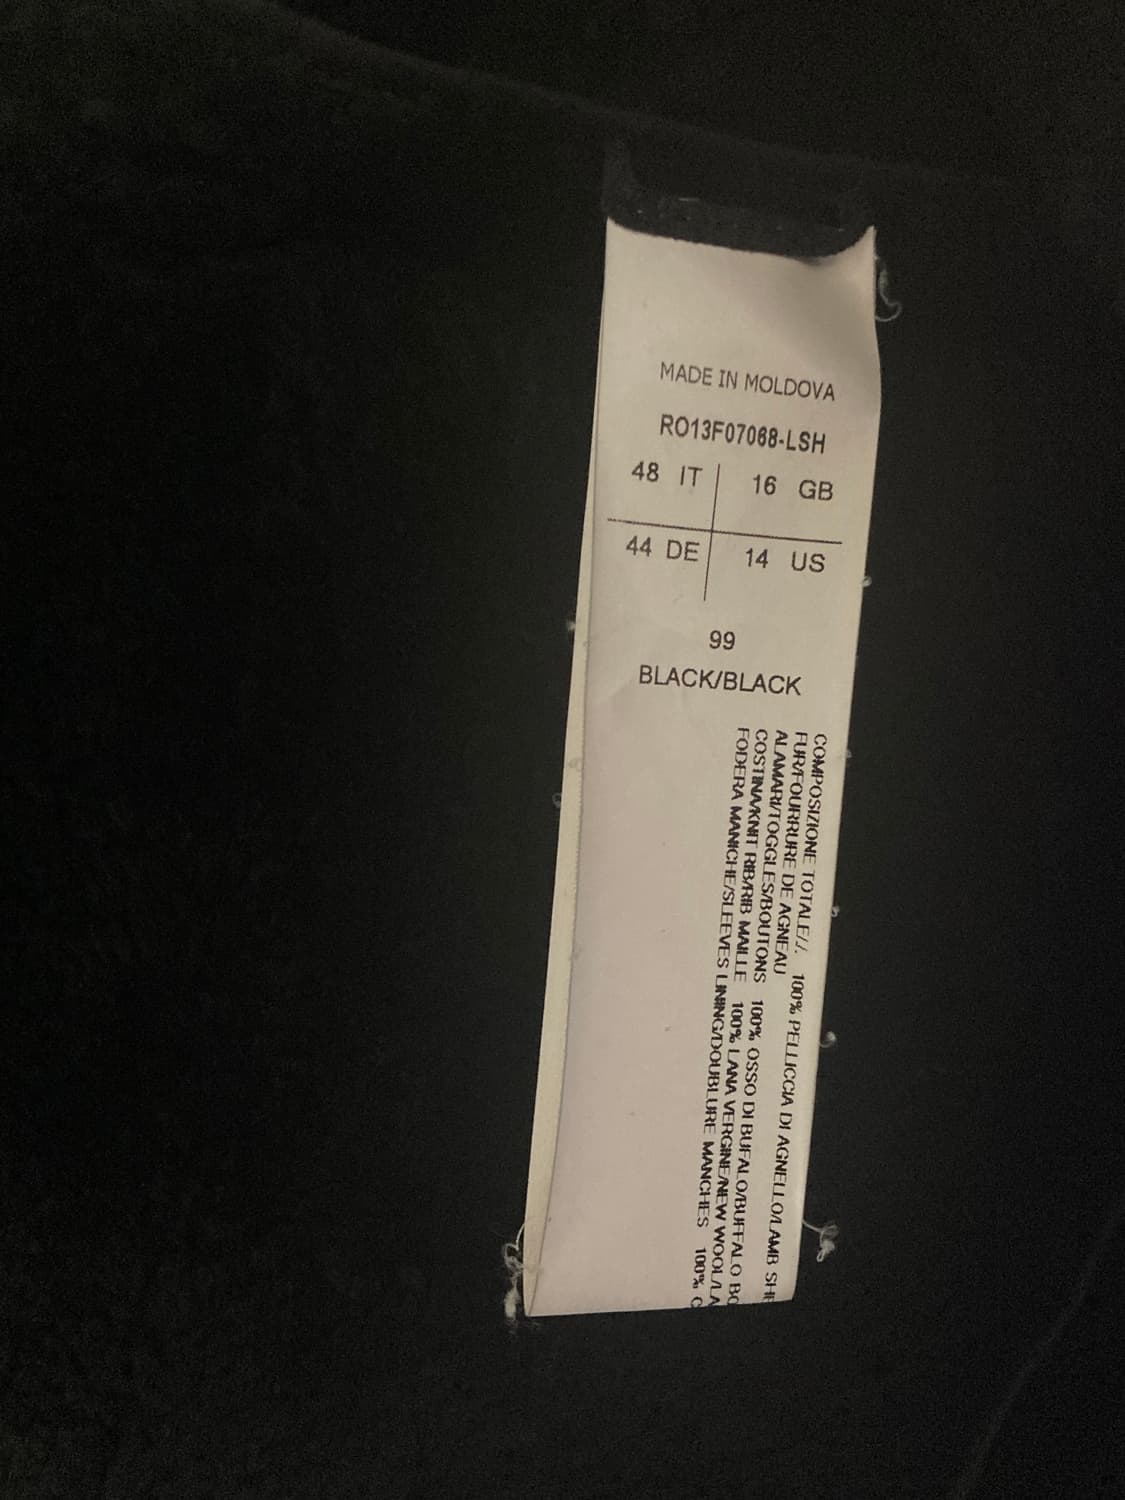 MADE IN MOLDOVA
RO13F07068-LSH
48 IT 16 GB
44 DE 14 US
99
BLACK/BLACK
COMPOSIZIONE TOTALE//. 100% PELLICCIA DI AGNELLO/LAMB
FUR/FOURRURE DE AGNEAU
ALAMARI/TOGGLES/BOUTONS 100% OSSO DI BUFALO/BUFFALO
COSTINA/KNIT RIB/RIB MAILLE 100% LANA VERGINE/NEW WOOL/
FODERA MANICHE/SLEEVES LINING/DOUBLURE MANCHES 100%